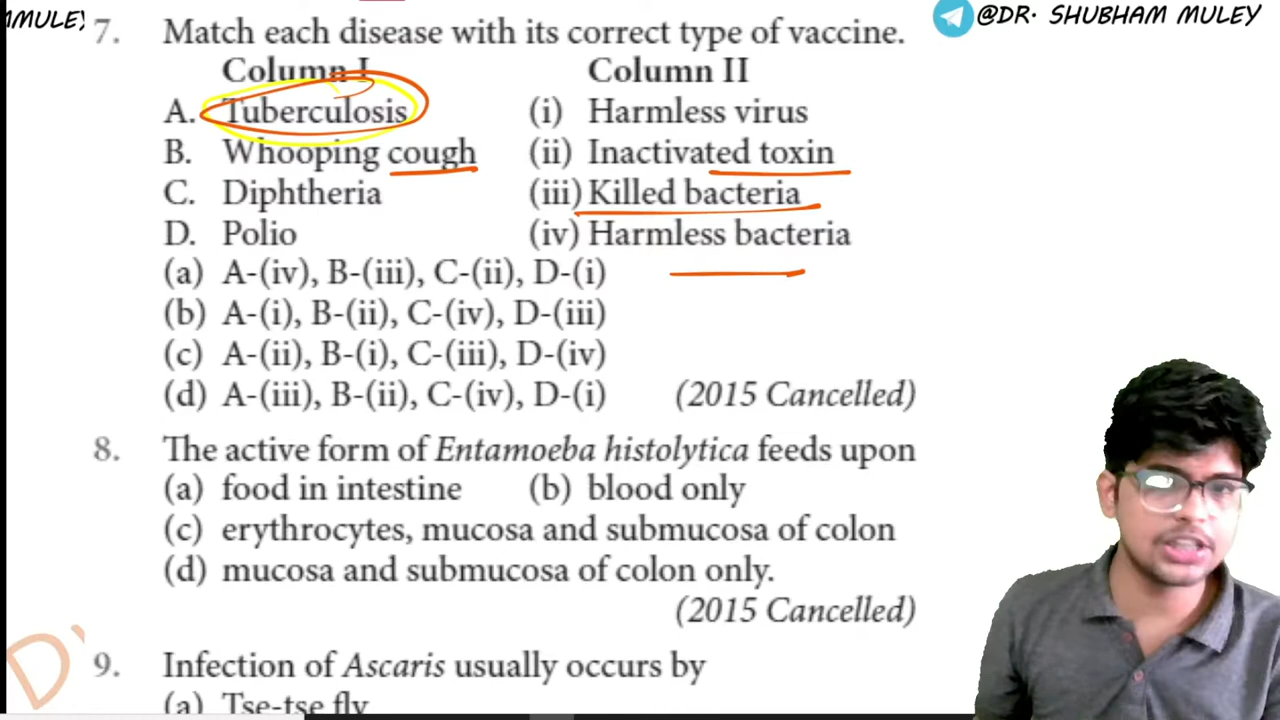 MMULEY
@DR. SHUBHAM MULEY
7. Match each disease with its correct type of vaccine.
Column I Column II
A. Tuberculosis (i) Harmless virus
B. Whooping cough (ii) Inactivated toxin
C. Diphtheria (iii) Killed bacteria
D. Polio (iv) Harmless bacteria
(a) A-(iv), B-(iii), C-(ii), D-(i)
(b) A-(i), B-(ii), C-(iv), D-(iii)
(c) A-(ii), B-(i), C-(iii), D-(iv)
(d) A-(iii), B-(ii), C-(iv), D-(i) (2015 Cancelled)
8. The active form of Entamoeba histolytica feeds upon
(a) food in intestine (b) blood only
(c) erythrocytes, mucosa and submucosa of colon
(d) mucosa and submucosa of colon only.
(2015 Cancelled)
D
9. Infection of Ascaris usually occurs by
(a) Tse-tse fly